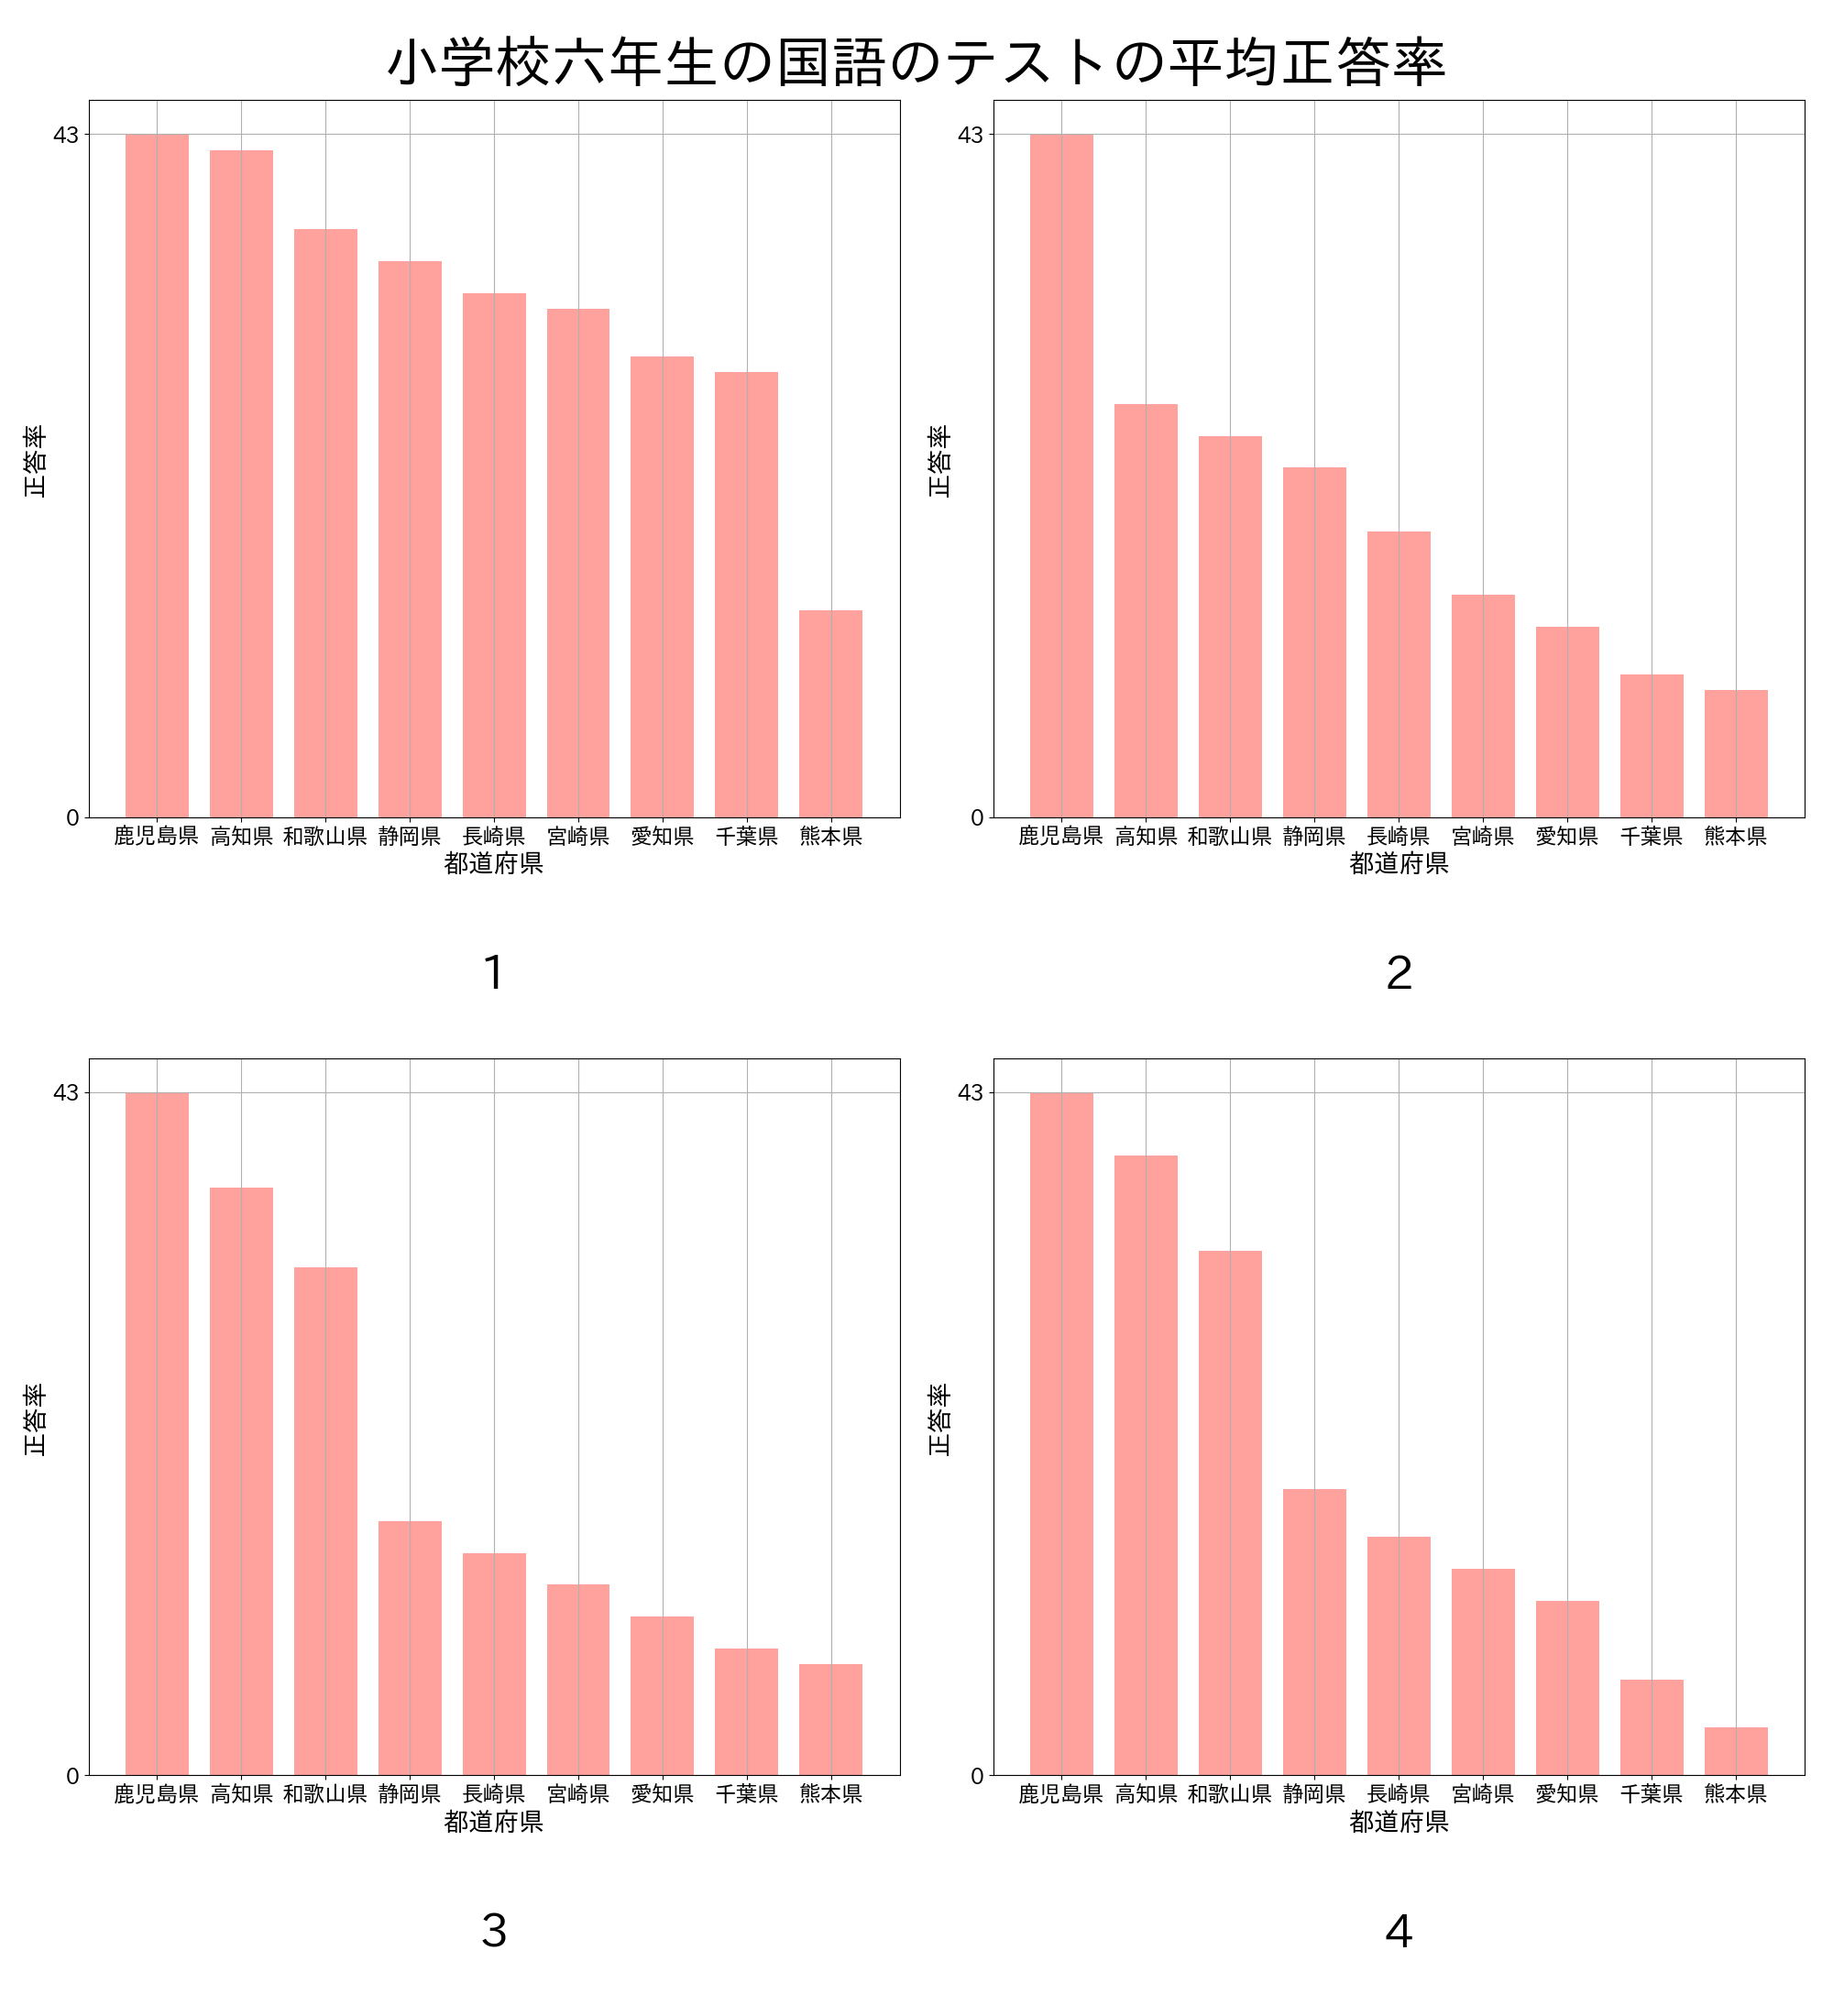 小学校六年生の国語のテストの平均正答率
43
0
正答率
鹿児島県 高知県 和歌山県 静岡県 長崎県 宮崎県 愛知県 千葉県 熊本県
都道府県
1
43
0
正答率
鹿児島県 高知県 和歌山県 静岡県 長崎県 宮崎県 愛知県 千葉県 熊本県
都道府県
2
43
0
正答率
鹿児島県 高知県 和歌山県 静岡県 長崎県 宮崎県 愛知県 千葉県 熊本県
都道府県
3
43
0
正答率
鹿児島県 高知県 和歌山県 静岡県 長崎県 宮崎県 愛知県 千葉県 熊本県
都道府県
4